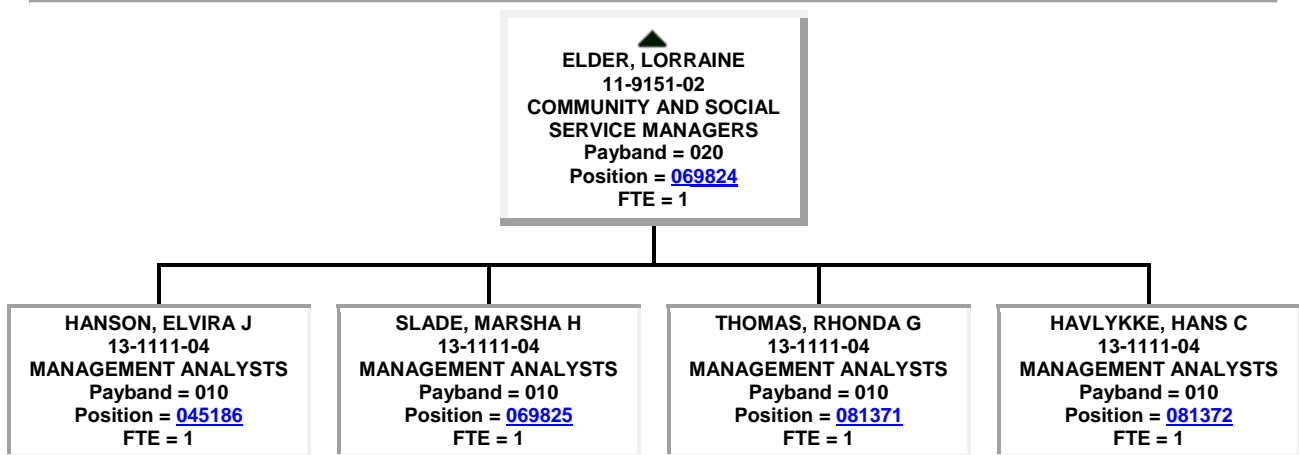 ELDER, LORRAINE
11-9151-02
COMMUNITY AND SOCIAL
SERVICE MANAGERS
Payband = 020
Position = 069824
FTE = 1
HANSON, ELVIRA J
13-1111-04
MANAGEMENT ANALYSTS
Payband = 010
Position = 045186
FTE = 1
SLADE, MARSHA H
13-1111-04
MANAGEMENT ANALYSTS
Payband = 010
Position = 069825
FTE = 1
THOMAS, RHONDA G
13-1111-04
MANAGEMENT ANALYSTS
Payband = 010
Position = 081371
FTE = 1
HAVLYKKE, HANS C
13-1111-04
MANAGEMENT ANALYSTS
Payband = 010
Position = 081372
FTE = 1